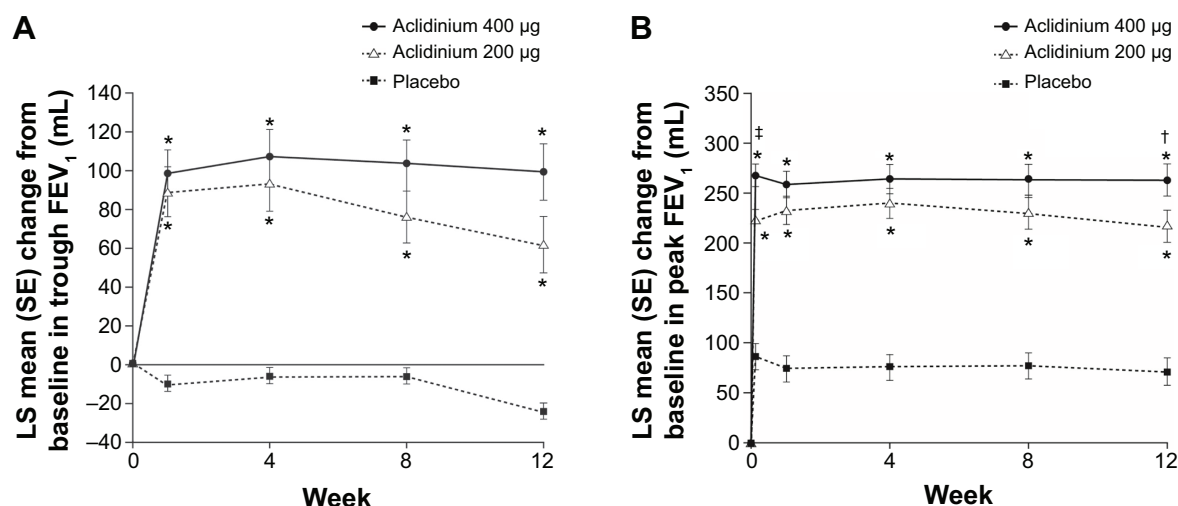 A
Aclidinium 400 µg
Aclidinium 200 µg
Placebo
LS mean (SE) change from
baseline in trough FEV₁ (mL)
140
120
100
80
60
40
20
0
–20
–40
* * * *
* * * *
0 4 8 12
Week
B
Aclidinium 400 µg
Aclidinium 200 µg
Placebo
LS mean (SE) change from
baseline in peak FEV₁ (mL)
350
300
250
200
150
100
50
0
‡ †
* * * * *
* * * * *
0 4 8 12
Week